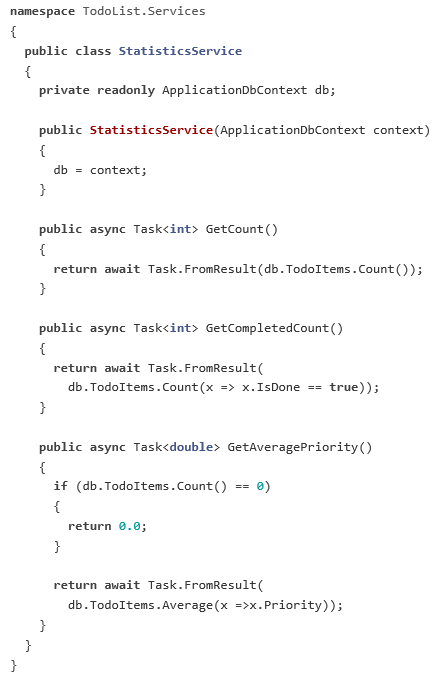 namespace TodoList.Services
{
  public class StatisticsService
  {
    private readonly ApplicationDbContext db;

    public StatisticsService(ApplicationDbContext context)
    {
      db = context;
    }

    public async Task<int> GetCount()
    {
      return await Task.FromResult(db.TodoItems.Count());
    }

    public async Task<int> GetCompletedCount()
    {
      return await Task.FromResult(
        db.TodoItems.Count(x => x.IsDone == true));
    }

    public async Task<double> GetAveragePriority()
    {
      if (db.TodoItems.Count() == 0)
      {
        return 0.0;
      }

      return await Task.FromResult(
        db.TodoItems.Average(x =>x.Priority));
    }
  }
}